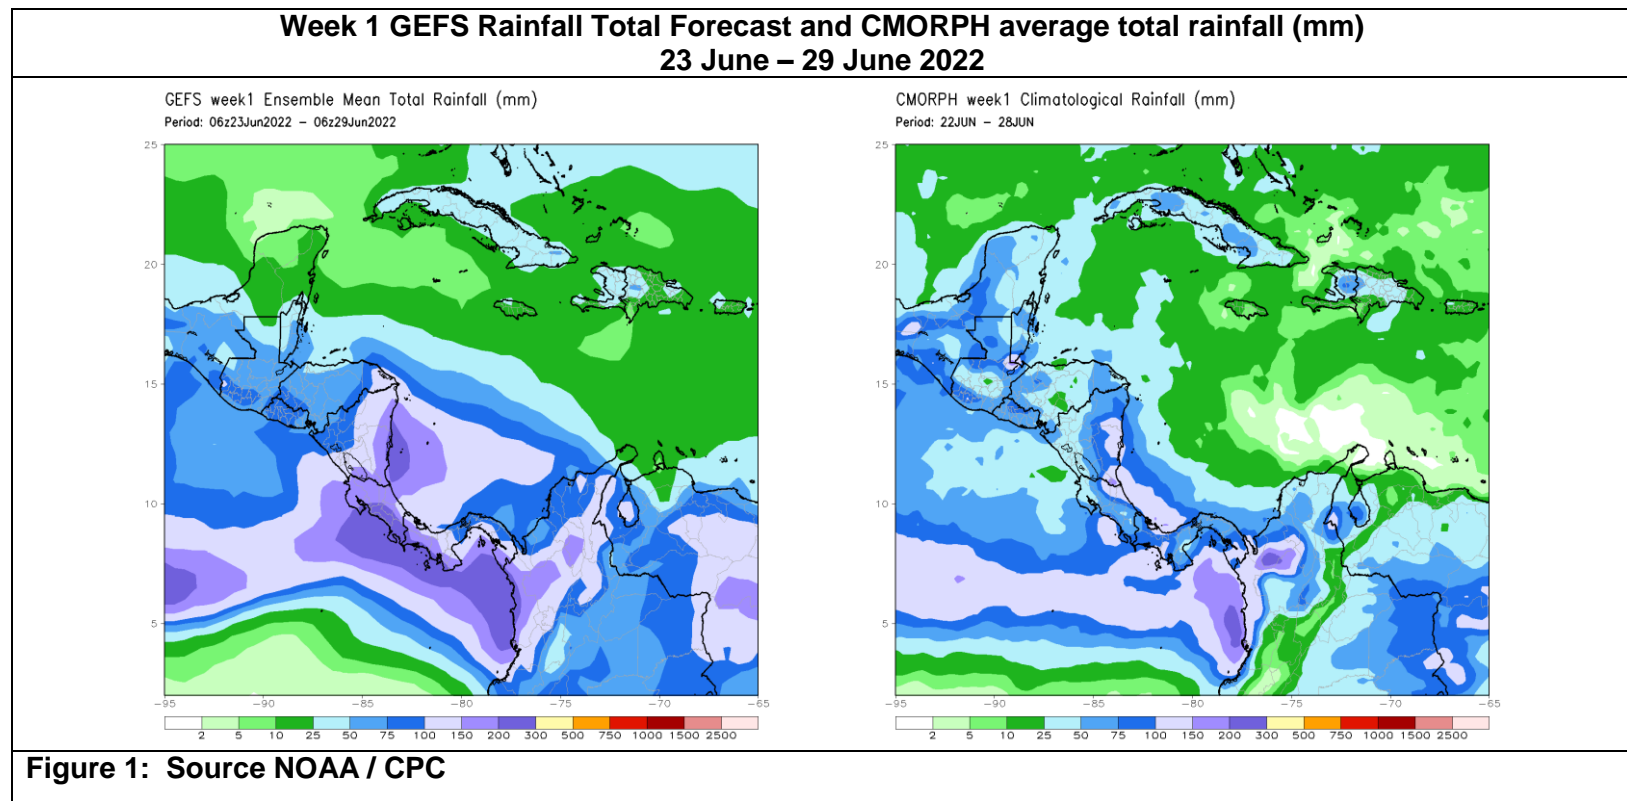 Week 1 GEFS Rainfall Total Forecast and CMORPH average total rainfall (mm)
23 June – 29 June 2022
GEFS week1 Ensemble Mean Total Rainfall (mm)
Period: 06z23Jun2022 – 06z29Jun2022
25
20
15
10
5
-95 -90 -85 -80 -75 -70 -65
2 5 10 25 50 75 100 150 200 300 500 750 1000 1500 2500
CMORPH week1 Climatological Rainfall (mm)
Period: 22JUN – 28JUN
25
20
15
10
5
-95 -90 -85 -80 -75 -70 -65
2 5 10 25 50 75 100 150 200 300 500 750 1000 1500 2500
Figure 1: Source NOAA / CPC